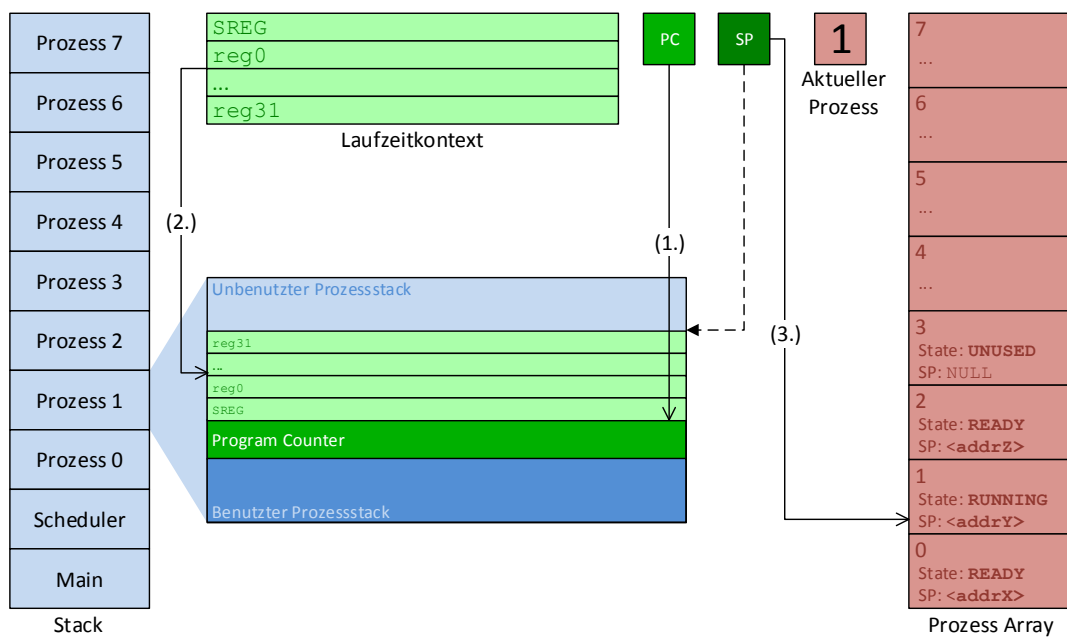 Prozess 7
Prozess 6
Prozess 5
Prozess 4
Prozess 3
Prozess 2
Prozess 1
Prozess 0
Scheduler
Main
Stack
SREG
reg0
...
reg31
Laufzeitkontext
PC
SP
1
Aktueller
Prozess
(2.)
(1.)
(3.)
Unbenutzter Prozessstack
reg31
...
reg0
SREG
Program Counter
Benutzter Prozessstack
7
...
6
...
5
...
4
...
3
State: UNUSED
SP: NULL
2
State: READY
SP: <addrZ>
1
State: RUNNING
SP: <addrY>
0
State: READY
SP: <addrX>
Prozess Array